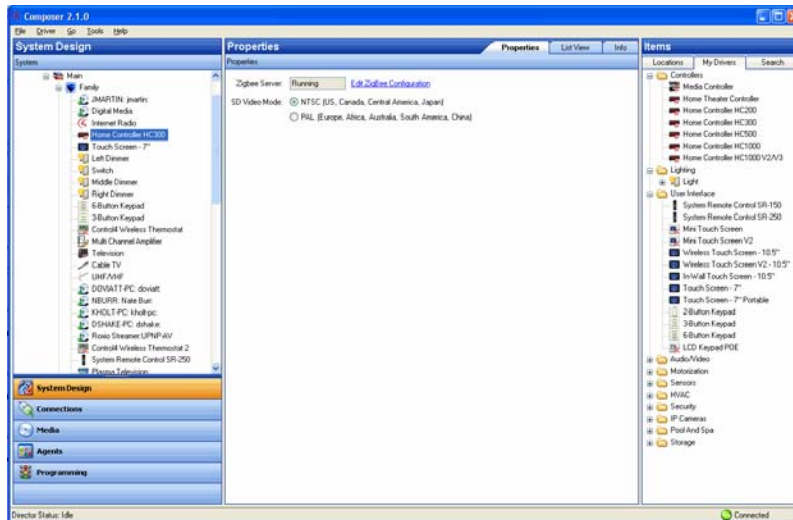 Composer 2.1.0
File Driver Go Tools Help
System Design
System
Main
Family
JMARTIN: jmartin:
Digital Media
Internet Radio
Home Controller HC300
Touch Screen - 7"
Left Dimmer
Switch
Middle Dimmer
Right Dimmer
6-Button Keypad
3-Button Keypad
Control4 Wireless Thermostat
Multi Channel Amplifier
Television
Cable TV
UHF/VHF
DOVIATT-PC: doviatt:
NBURR: Nate Burr:
KHOLT-PC: kholt-pc:
DSHAKE-PC: dshake:
Roxio Streamer:UPNP-AV
Control4 Wireless Thermostat 2
System Remote Control SR-250
Plasma Television
System Design
Connections
Media
Agents
Programming
Director Status: Idle
Properties
Properties List View Info
Properties
Zigbee Server: Running Edit ZigBee Configuration
SD Video Mode: NTSC (US, Canada, Central America, Japan)
PAL (Europe, Africa, Australia, South America, China)
Items
Locations My Drivers Search
Controllers
Media Controller
Home Theater Controller
Home Controller HC200
Home Controller HC300
Home Controller HC500
Home Controller HC1000
Home Controller HC1000 V2/V3
Lighting
Light
User Interface
System Remote Control SR-150
System Remote Control SR-250
Mini Touch Screen
Mini Touch Screen V2
Wireless Touch Screen - 10.5"
Wireless Touch Screen V2 - 10.5"
In-Wall Touch Screen - 10.5"
Touch Screen - 7"
Touch Screen - 7" Portable
2-Button Keypad
3-Button Keypad
6-Button Keypad
LCD Keypad POE
Audio/Video
Motorization
Sensors
HVAC
Security
IP Cameras
Pool And Spa
Storage
Connected